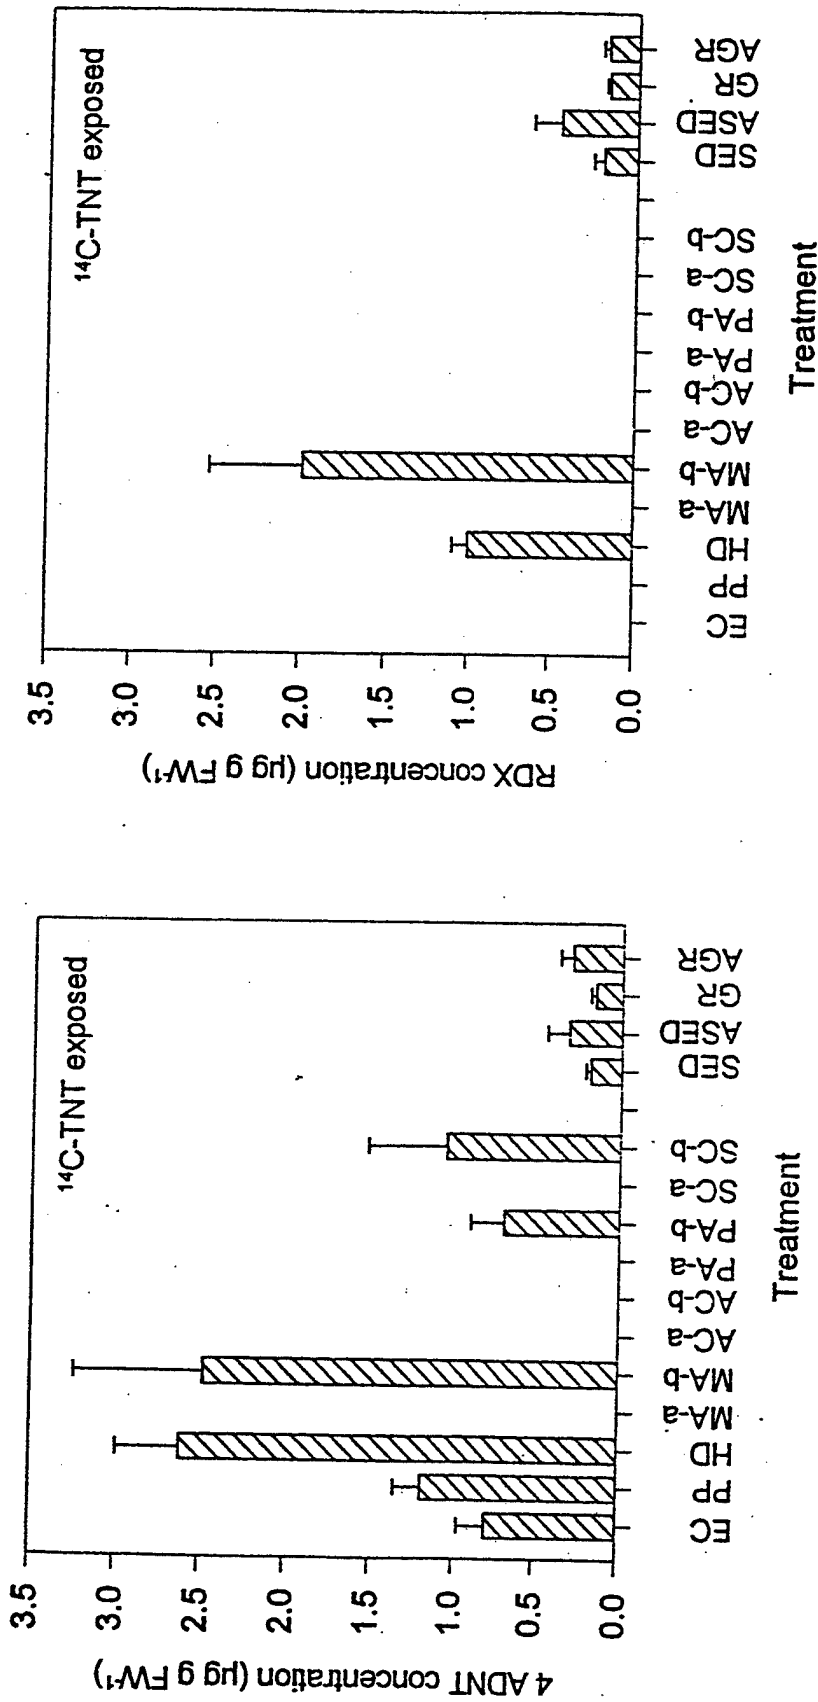 14C-TNT exposed
3.5
3.0
2.5
2.0
1.5
1.0
0.5
0.0
RDX concentration (µg g FW-1)
EC
PP
HD
MA-a
MA-b
AC-a
AC-b
PA-a
PA-b
SC-a
SC-b
SED
ASED
GR
AGR
Treatment
14C-TNT exposed
3.5
3.0
2.5
2.0
1.5
1.0
0.5
0.0
4 ADNT concentration (µg g FW-1)
EC
PP
HD
MA-a
MA-b
AC-a
AC-b
PA-a
PA-b
SC-a
SC-b
SED
ASED
GR
AGR
Treatment